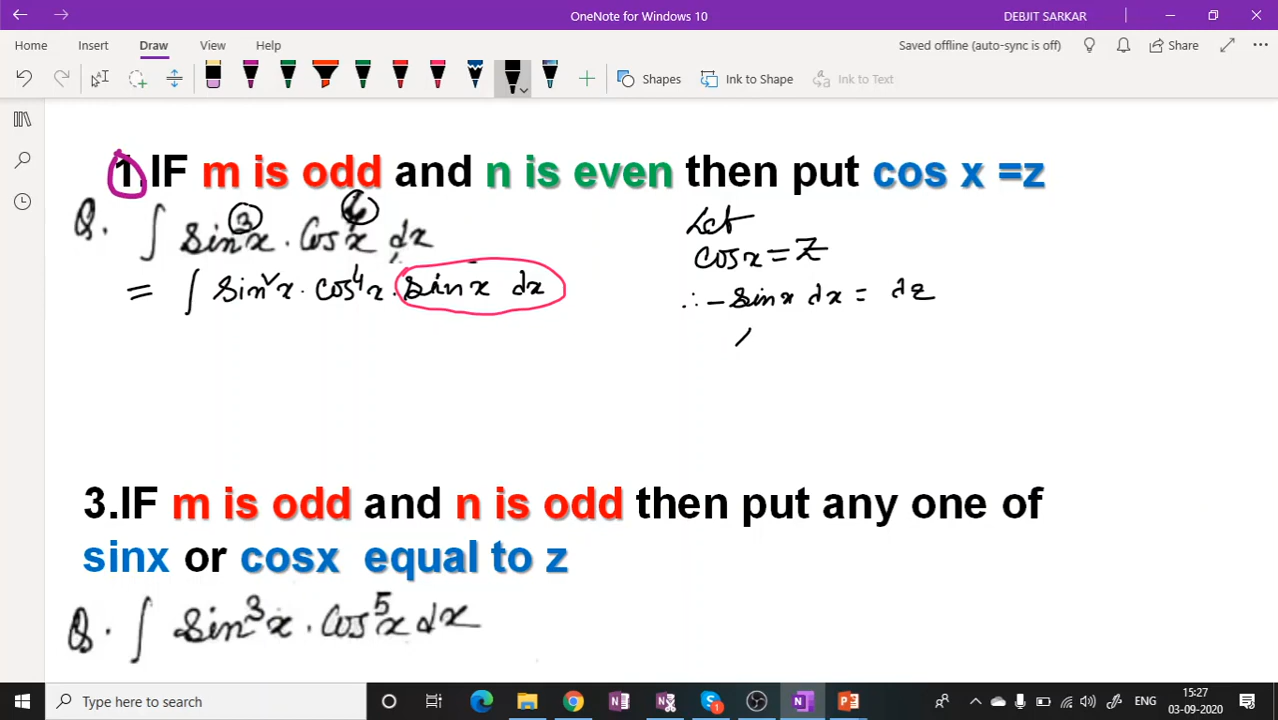 OneNote for Windows 10
DEBJIT SARKAR
Home Insert Draw View Help
Saved offline (auto-sync is off)
Share
Shapes
Ink to Shape
Ink to Text
1.IF m is odd and n is even then put cos x =z
Q. ∫ sin³x . cos⁴x dx
= ∫ sin²x . cos⁴x . sinx dx
Let
cosx = z
∴ -sinx dx = dz
3.IF m is odd and n is odd then put any one of
sinx or cosx equal to z
Q. ∫ sin³x . cos⁵x dx
Type here to search
ENG
15:27
03-09-2020